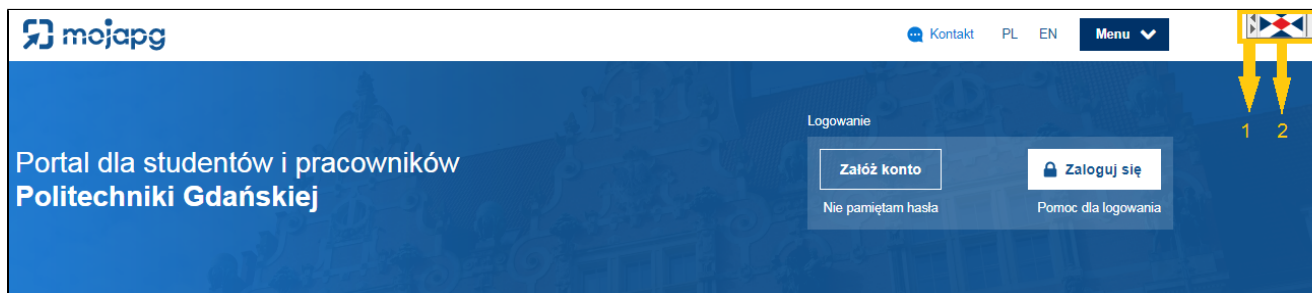 mojapg
Kontakt PL EN Menu
Logowanie
1 2
Portal dla studentów i pracowników
Politechniki Gdańskiej
Załóż konto Zaloguj się
Nie pamiętam hasła Pomoc dla logowania